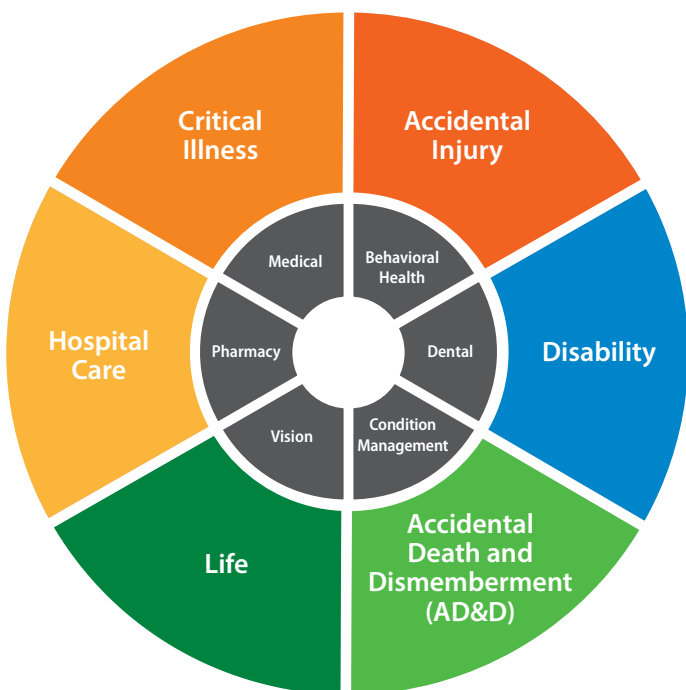 Critical
Illness
Accidental
Injury
Medical
Behavioral
Health
Hospital
Care
Pharmacy
Dental
Disability
Vision
Condition
Management
Life
Accidental
Death and
Dismemberment
(AD&D)